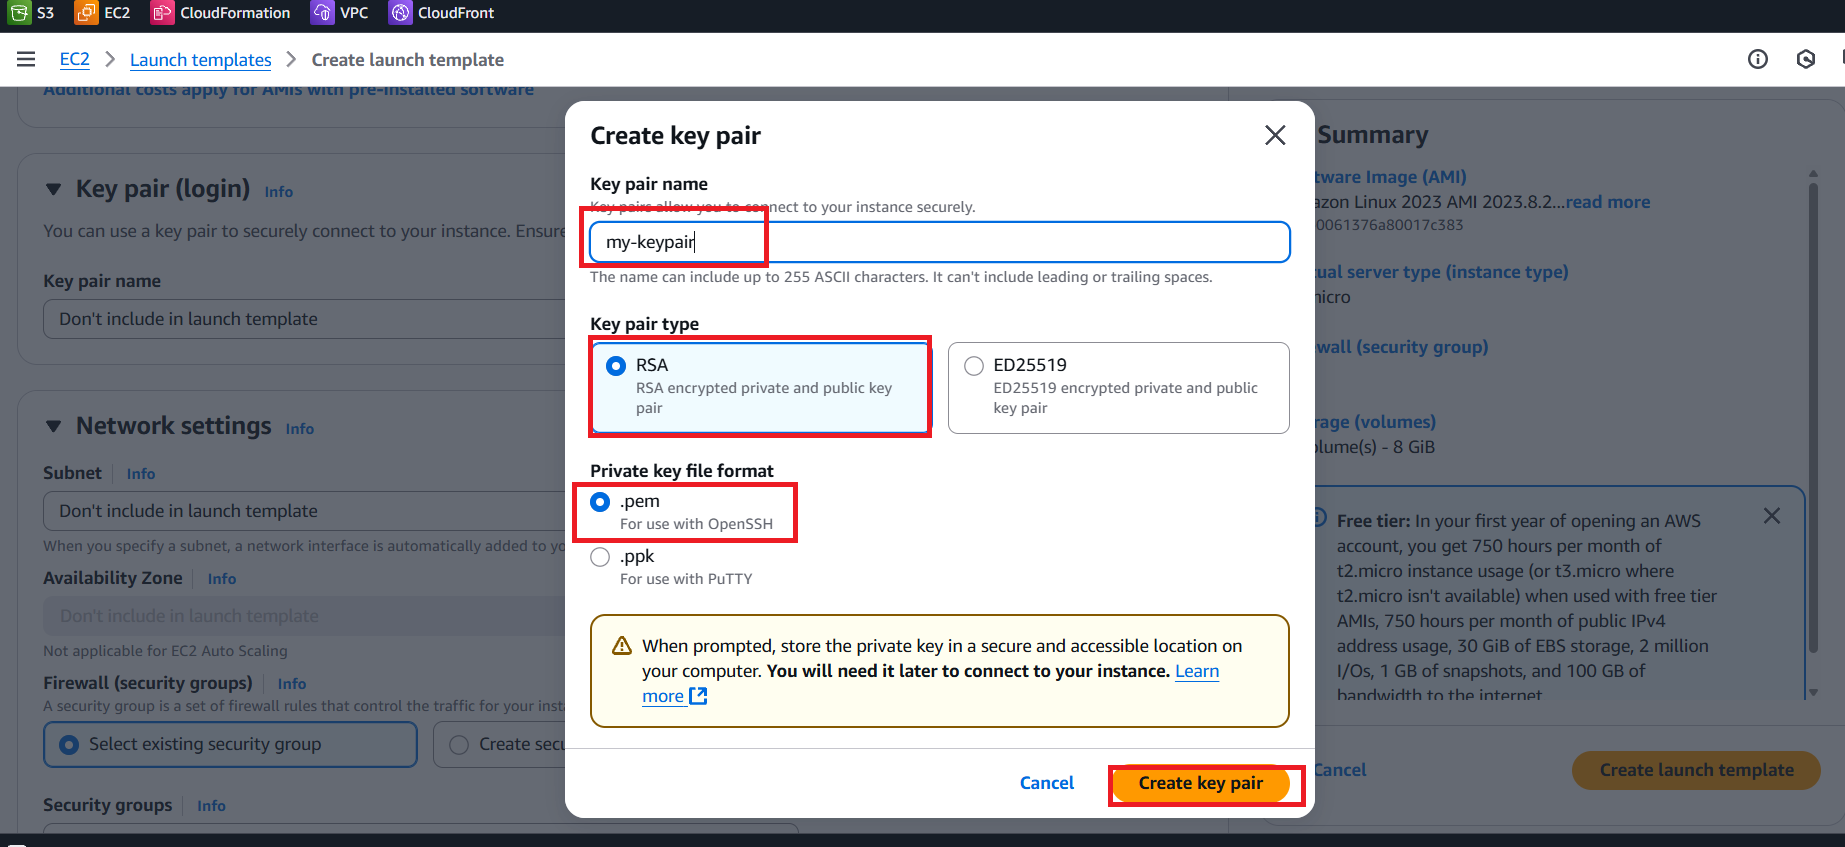 S3 EC2 CloudFormation VPC CloudFront
EC2 Launch templates Create launch template
Additional costs apply for AMIs with pre-installed software
Key pair (login) Info
You can use a key pair to securely connect to your instance. Ensure
Key pair name
Don't include in launch template
Network settings Info
Subnet Info
Don't include in launch template
When you specify a subnet, a network interface is automatically added to
Availability Zone Info
Don't include in launch template
Not applicable for EC2 Auto Scaling
Firewall (security groups) Info
A security group is a set of firewall rules that control the traffic for your
Select existing security group
Create
Security groups Info
Create key pair
Key pair name
Key pairs allow you to connect to your instance securely.
my-keypair
The name can include up to 255 ASCII characters. It can't include leading or trailing spaces.
Key pair type
RSA
RSA encrypted private and public key
pair
ED25519
ED25519 encrypted private and public
key pair
Private key file format
.pem
For use with OpenSSH
.ppk
For use with PuTTY
When prompted, store the private key in a secure and accessible location on
your computer. You will need it later to connect to your instance. Learn
more
Cancel Create key pair
Summary
tware Image (AMI)
azon Linux 2023 AMI 2023.8.2...read more
0061376a80017c383
tual server type (instance type)
micro
wall (security group)
rage (volumes)
olume(s) - 8 GiB
Free tier: In your first year of opening an AWS
account, you get 750 hours per month of
t2.micro instance usage (or t3.micro where
t2.micro isn't available) when used with free tier
AMIs, 750 hours per month of public IPv4
address usage, 30 GiB of EBS storage, 2 million
I/Os, 1 GB of snapshots, and 100 GB of
bandwidth to the internet.
Cancel Create launch template